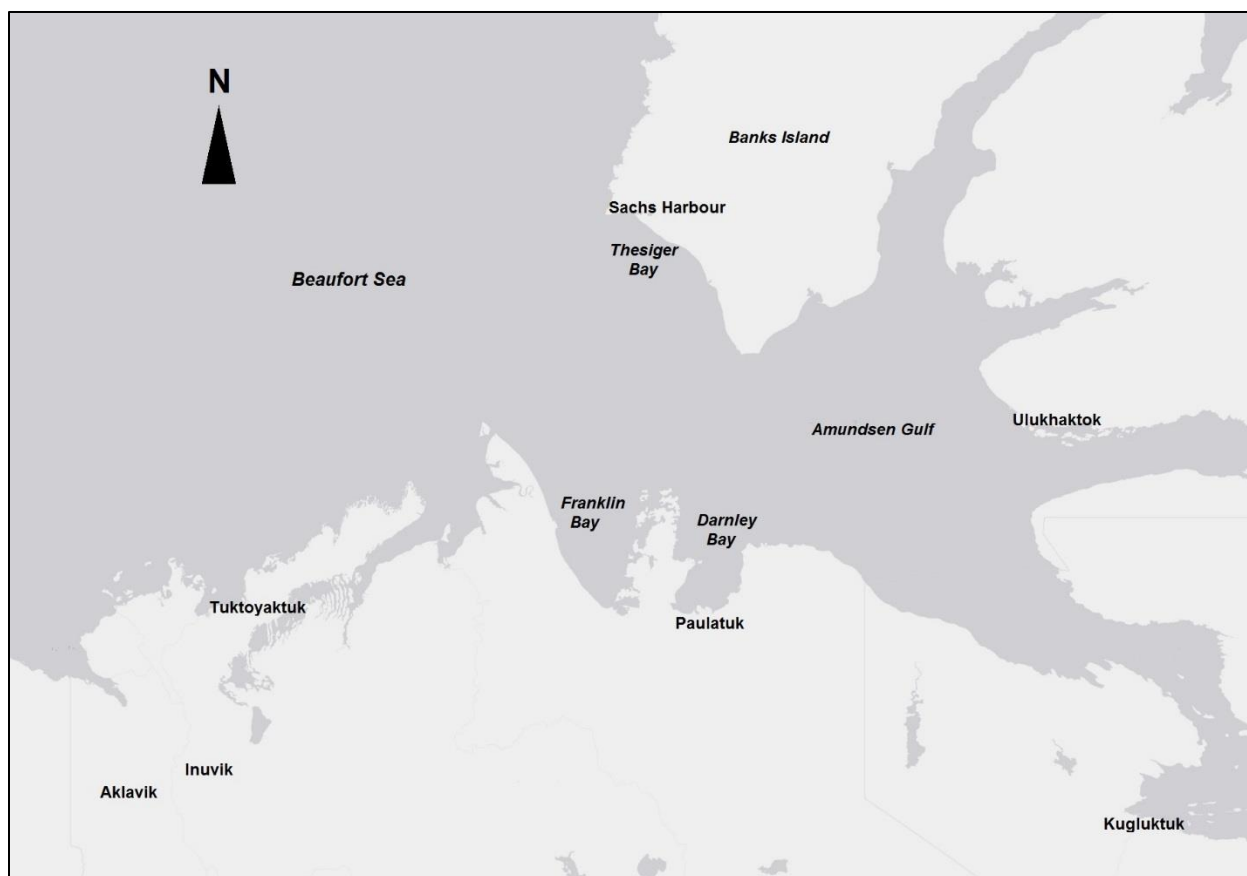 N
Banks Island
Sachs Harbour
Thesiger
Bay
Beaufort Sea
Ulukhaktok
Amundsen Gulf
Franklin
Bay
Darnley
Bay
Tuktoyaktuk
Paulatuk
Inuvik
Aklavik
Kugluktuk